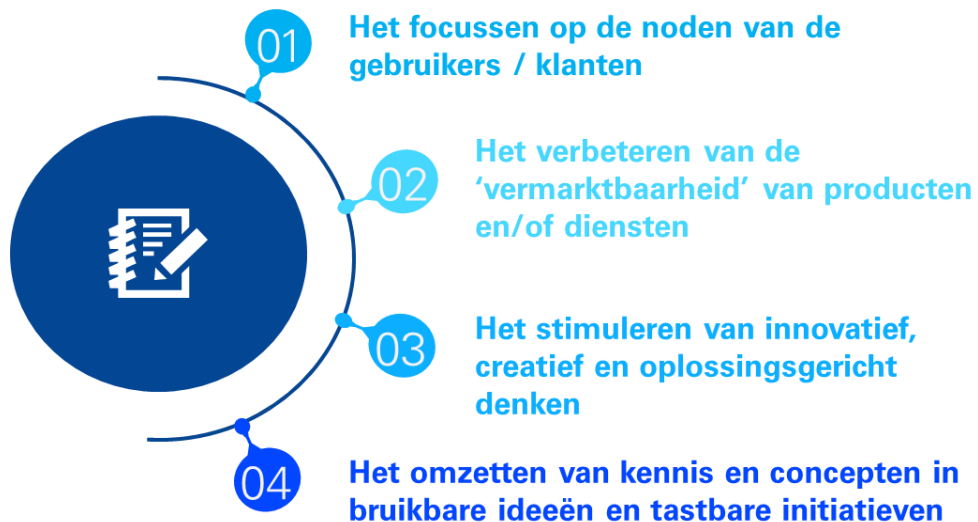 01
Het focussen op de noden van de
gebruikers / klanten
02
Het verbeteren van de
‘vermarktbaarheid’ van producten
en/of diensten
03
Het stimuleren van innovatief,
creatief en oplossingsgericht
denken
04
Het omzetten van kennis en concepten in
bruikbare ideeën en tastbare initiatieven